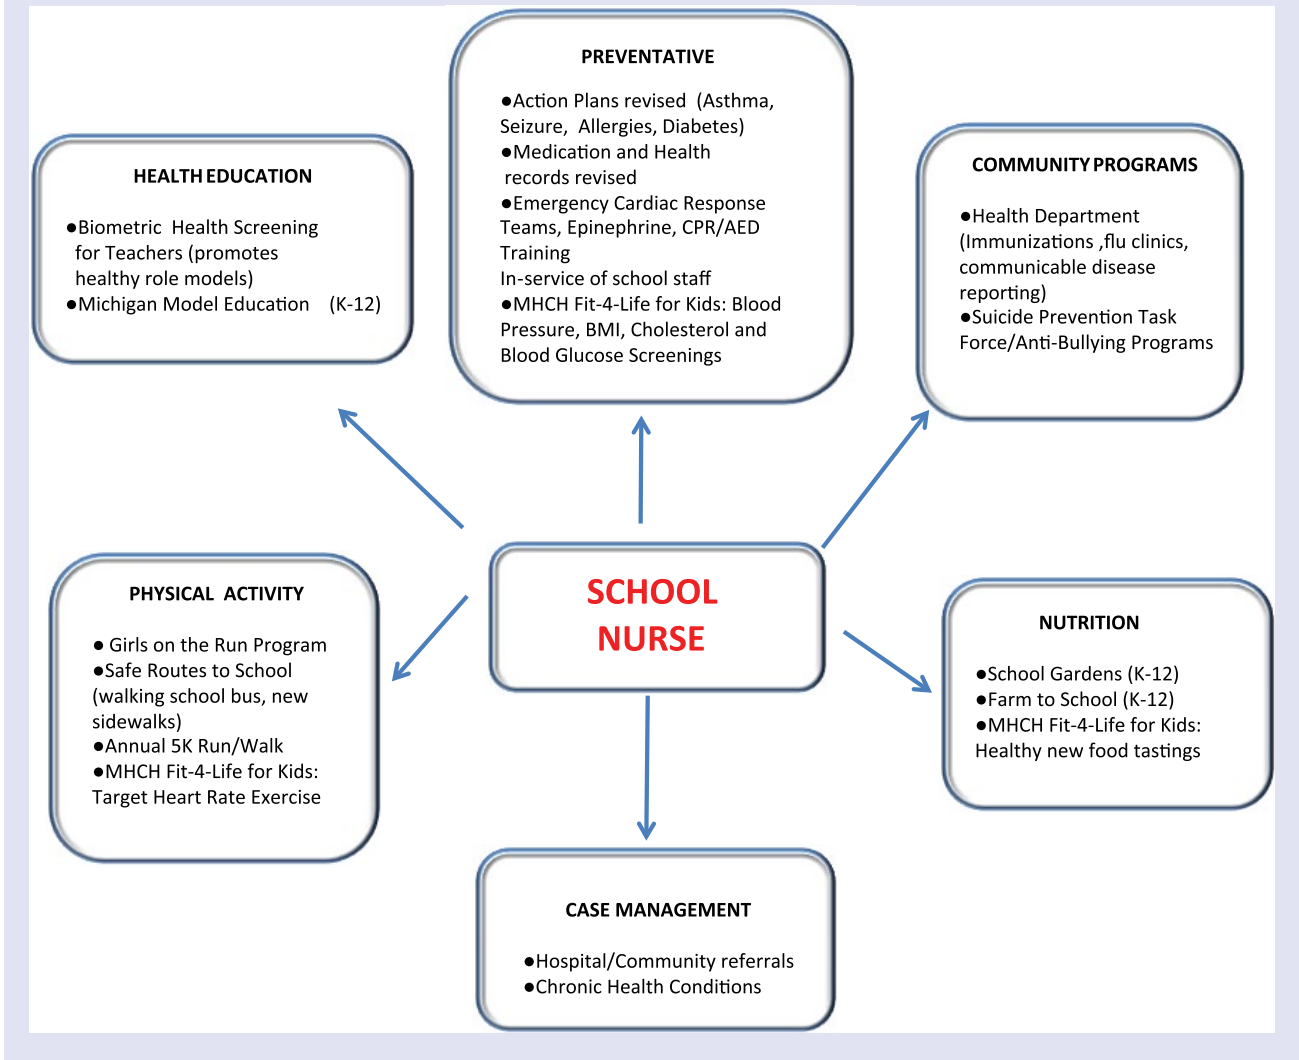 PREVENTATIVE
●Action Plans revised (Asthma,
Seizure, Allergies, Diabetes)
●Medication and Health
records revised
●Emergency Cardiac Response
Teams, Epinephrine, CPR/AED
Training
In-service of school staff
●MHCH Fit-4-Life for Kids: Blood
Pressure, BMI, Cholesterol and
Blood Glucose Screenings
HEALTH EDUCATION
●Biometric Health Screening
for Teachers (promotes
healthy role models)
●Michigan Model Education (K-12)
COMMUNITY PROGRAMS
●Health Department
(Immunizations ,flu clinics,
communicable disease
reporting)
●Suicide Prevention Task
Force/Anti-Bullying Programs
SCHOOL
NURSE
PHYSICAL ACTIVITY
● Girls on the Run Program
●Safe Routes to School
(walking school bus, new
sidewalks)
●Annual 5K Run/Walk
●MHCH Fit-4-Life for Kids:
Target Heart Rate Exercise
NUTRITION
●School Gardens (K-12)
●Farm to School (K-12)
●MHCH Fit-4-Life for Kids:
Healthy new food tastings
CASE MANAGEMENT
●Hospital/Community referrals
●Chronic Health Conditions